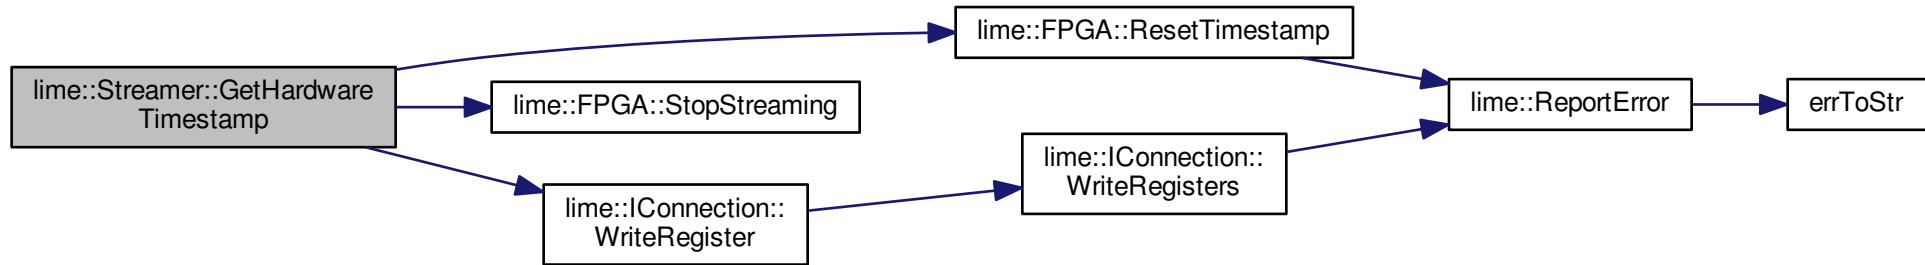 lime::Streamer::GetHardware
Timestamp
lime::FPGA::ResetTimestamp
lime::FPGA::StopStreaming
lime::IConnection::
WriteRegister
lime::IConnection::
WriteRegisters
lime::ReportError
errToStr